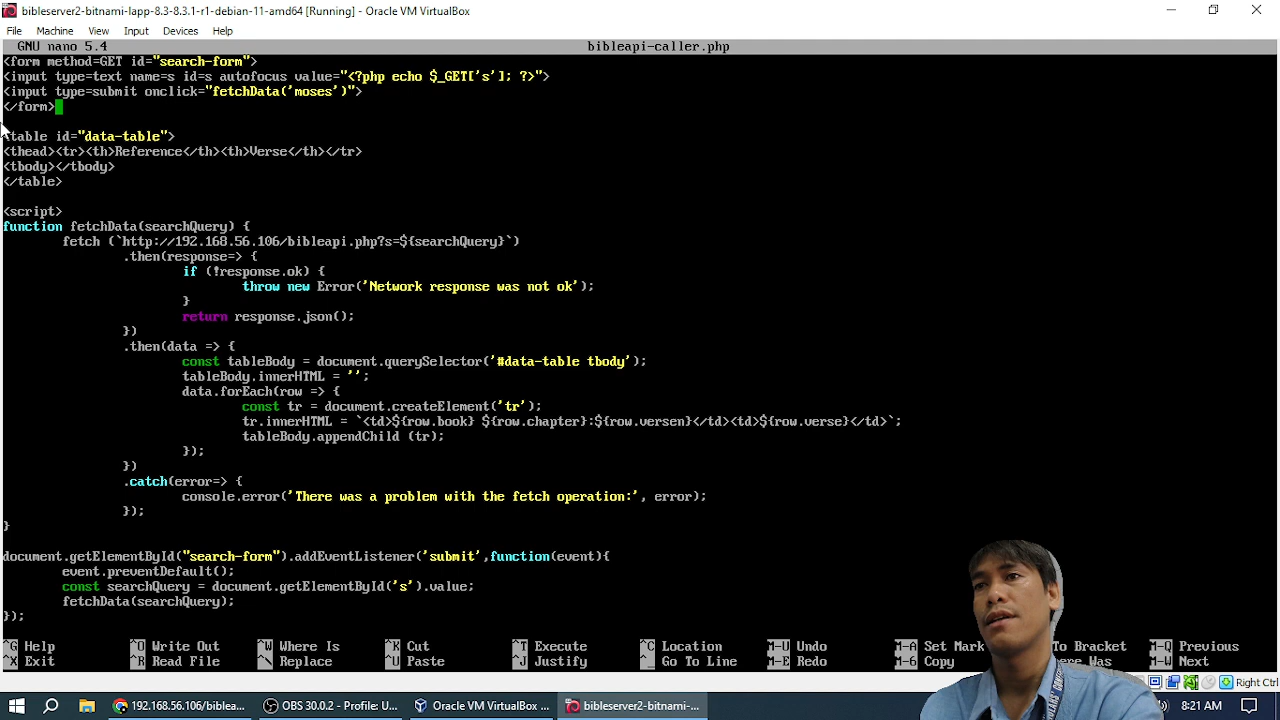 bibleserver2-bitnami-lapp-8.3-8.3.1-r1-debian-11-amd64 [Running] - Oracle VM VirtualBox
File Machine View Input Devices Help
GNU nano 5.4 bibleapi-caller.php
<form method=GET id="search-form">
<input type=text name=s id=s autofocus value="<?php echo $_GET['s']; ?>">
<input type=submit onclick="fetchData('moses')">
</form>
<table id="data-table">
<thead><tr><th>Reference</th><th>Verse</th></tr>
<tbody></tbody>
</table>
<script>
function fetchData(searchQuery) {
fetch (`http://192.168.56.106/bibleapi.php?s=${searchQuery}`)
.then(response=> {
if (!response.ok) {
throw new Error('Network response was not ok');
}
return response.json();
})
.then(data => {
const tableBody = document.querySelector('#data-table tbody');
tableBody.innerHTML = '';
data.forEach(row => {
const tr = document.createElement('tr');
tr.innerHTML = `<td>${row.book} ${row.chapter}:${row.versen}</td><td>${row.verse}</td>`;
tableBody.appendChild (tr);
});
})
.catch(error=> {
console.error('There was a problem with the fetch operation:', error);
});
}
document.getElementById("search-form").addEventListener('submit',function(event){
event.preventDefault();
const searchQuery = document.getElementById('s').value;
fetchData(searchQuery);
});
^G Help ^O Write Out ^W Where Is ^K Cut ^T Execute ^C Location M-U Undo M-A Set Mark To Bracket M-Q Previous
^X Exit ^R Read File ^\ Replace ^U Paste ^J Justify ^_ Go To Line M-E Redo M-6 Copy Was M-W Next
Right Ctrl
192.168.56.106/biblea... OBS 30.0.2 - Profile: U... Oracle VM VirtualBox ... bibleserver2-bitnami-... 8:21 AM